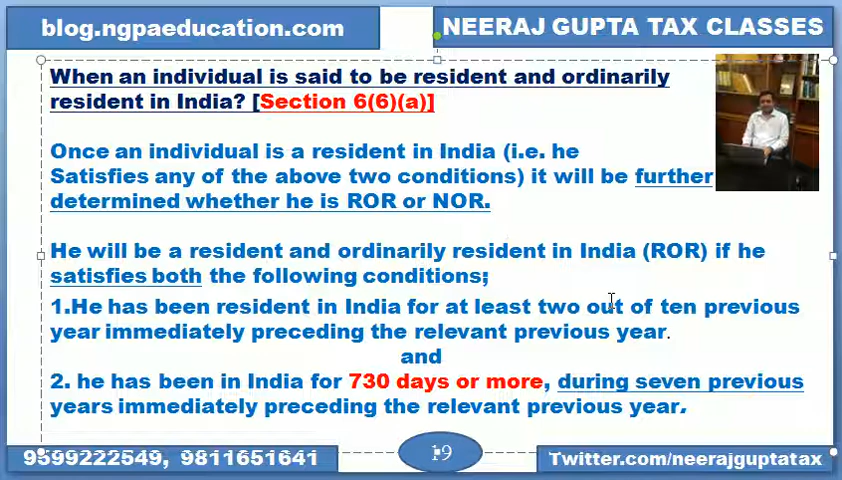 blog.ngpaeducation.com
NEERAJ GUPTA TAX CLASSES
When an individual is said to be resident and ordinarily
resident in India? [Section 6(6)(a)]
Once an individual is a resident in India (i.e. he
Satisfies any of the above two conditions) it will be further
determined whether he is ROR or NOR.
He will be a resident and ordinarily resident in India (ROR) if he
satisfies both the following conditions;
1.He has been resident in India for at least two out of ten previous
year immediately preceding the relevant previous year.
and
2. he has been in India for 730 days or more, during seven previous
years immediately preceding the relevant previous year.
9599222549, 9811651641
19
Twitter.com/neerajguptatax